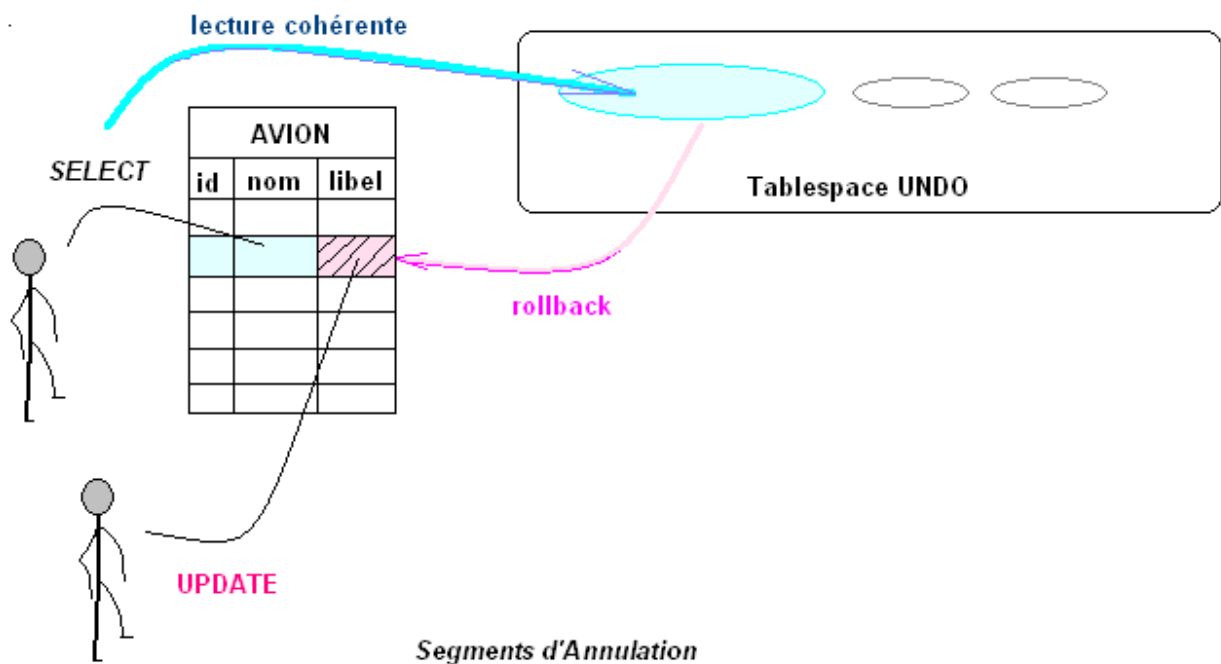 lecture cohérente
AVION
SELECT
id nom libel
Tablespace UNDO
rollback
UPDATE
Segments d'Annulation